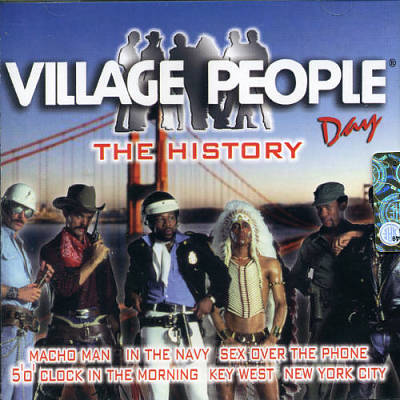 VILLAGE PEOPLE®
Day
THE HISTORY
MACHO MAN IN THE NAVY SEX OVER THE PHONE
5'O' CLOCK IN THE MORNING KEY WEST NEW YORK CITY